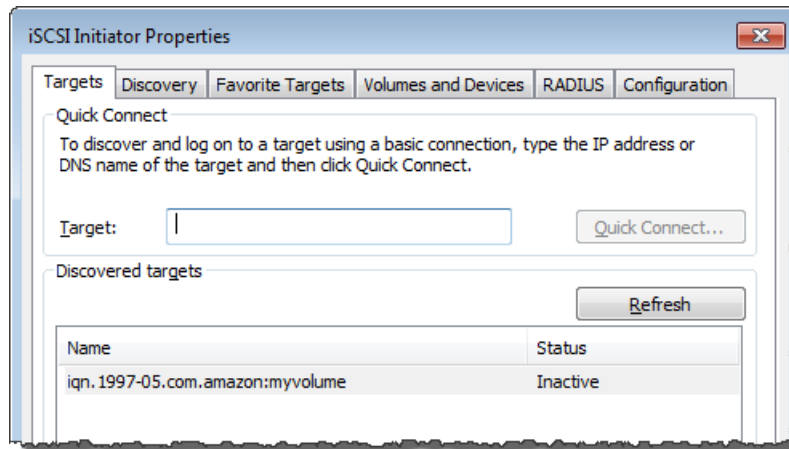 iSCSI Initiator Properties
Targets Discovery Favorite Targets Volumes and Devices RADIUS Configuration
Quick Connect
To discover and log on to a target using a basic connection, type the IP address or
DNS name of the target and then click Quick Connect.
Target: Quick Connect...
Discovered targets
Refresh
Name Status
iqn.1997-05.com.amazon:myvolume Inactive